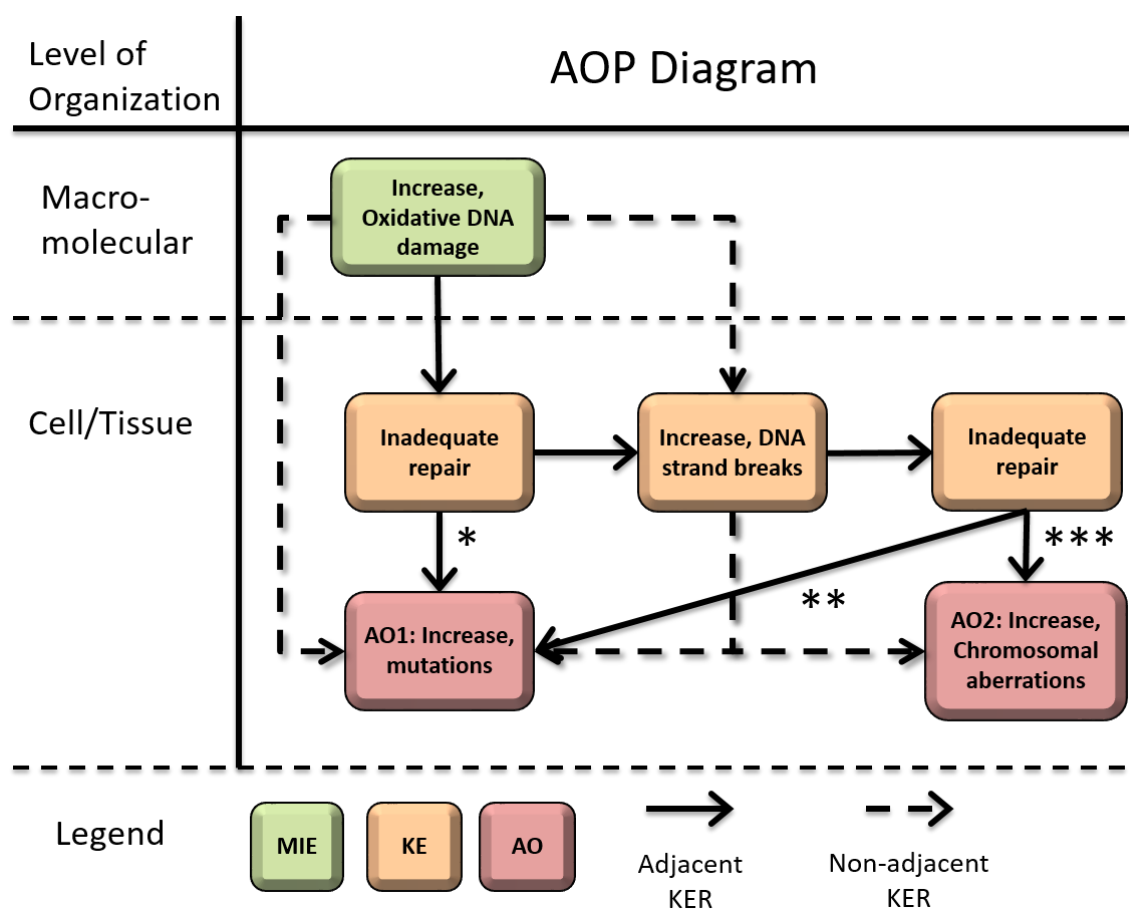 Level of
Organization
AOP Diagram
Macro-
molecular
Increase,
Oxidative DNA
damage
Cell/Tissue
Inadequate
repair
Increase, DNA
strand breaks
Inadequate
repair
*
**
***
AO1: Increase,
mutations
AO2: Increase,
Chromosomal
aberrations
Legend
MIE
KE
AO
Adjacent
KER
Non-adjacent
KER